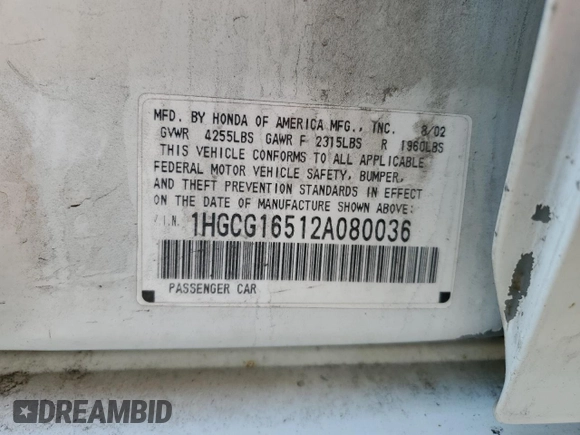 MFD. BY HONDA OF AMERICA MFG., INC. 8/02
GVWR 4255LBS GAWR F 2315LBS R 1960LBS
THIS VEHICLE CONFORMS TO ALL APPLICABLE
FEDERAL MOTOR VEHICLE SAFETY, BUMPER,
AND THEFT PREVENTION STANDARDS IN EFFECT
ON THE DATE OF MANUFACTURE SHOWN ABOVE:
V.I.N. 1HGCG16512A080036
PASSENGER CAR
DREAMBID